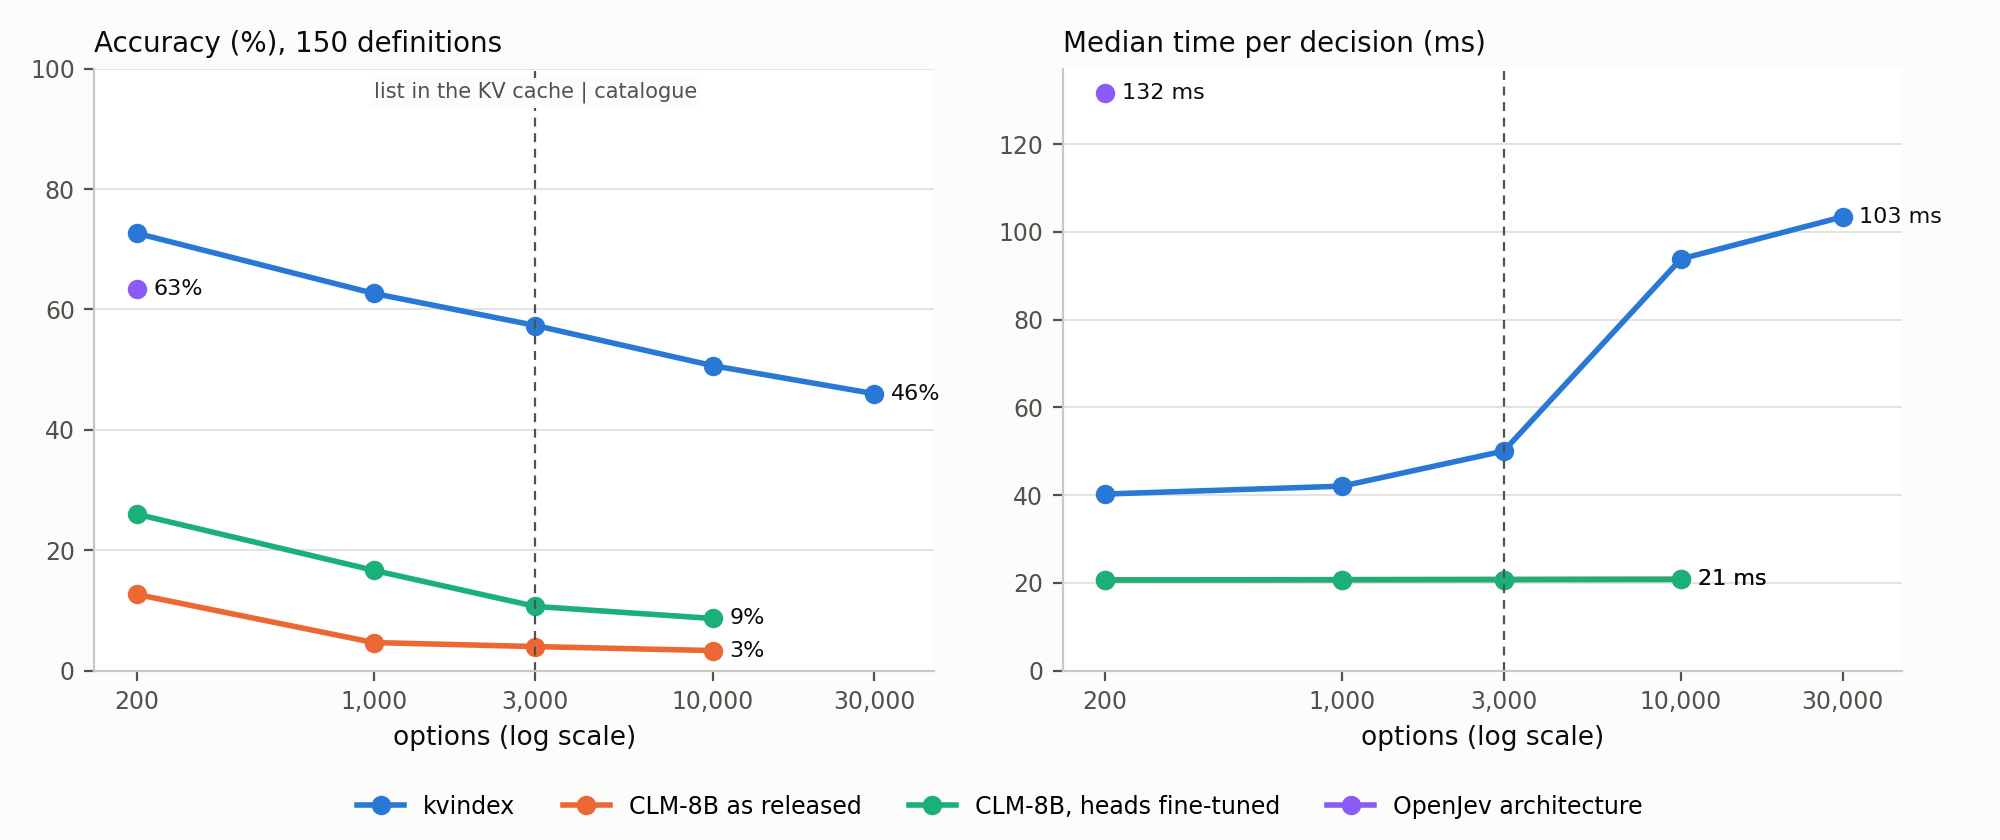 Accuracy (%), 150 definitions
100
80
60
40
20
0
list in the KV cache | catalogue
63%
46%
9%
3%
200
1,000
3,000
10,000
30,000
options (log scale)
Median time per decision (ms)
120
100
80
60
40
20
0
132 ms
103 ms
21 ms
200
1,000
3,000
10,000
30,000
options (log scale)
kvindex
CLM-8B as released
CLM-8B, heads fine-tuned
OpenJev architecture